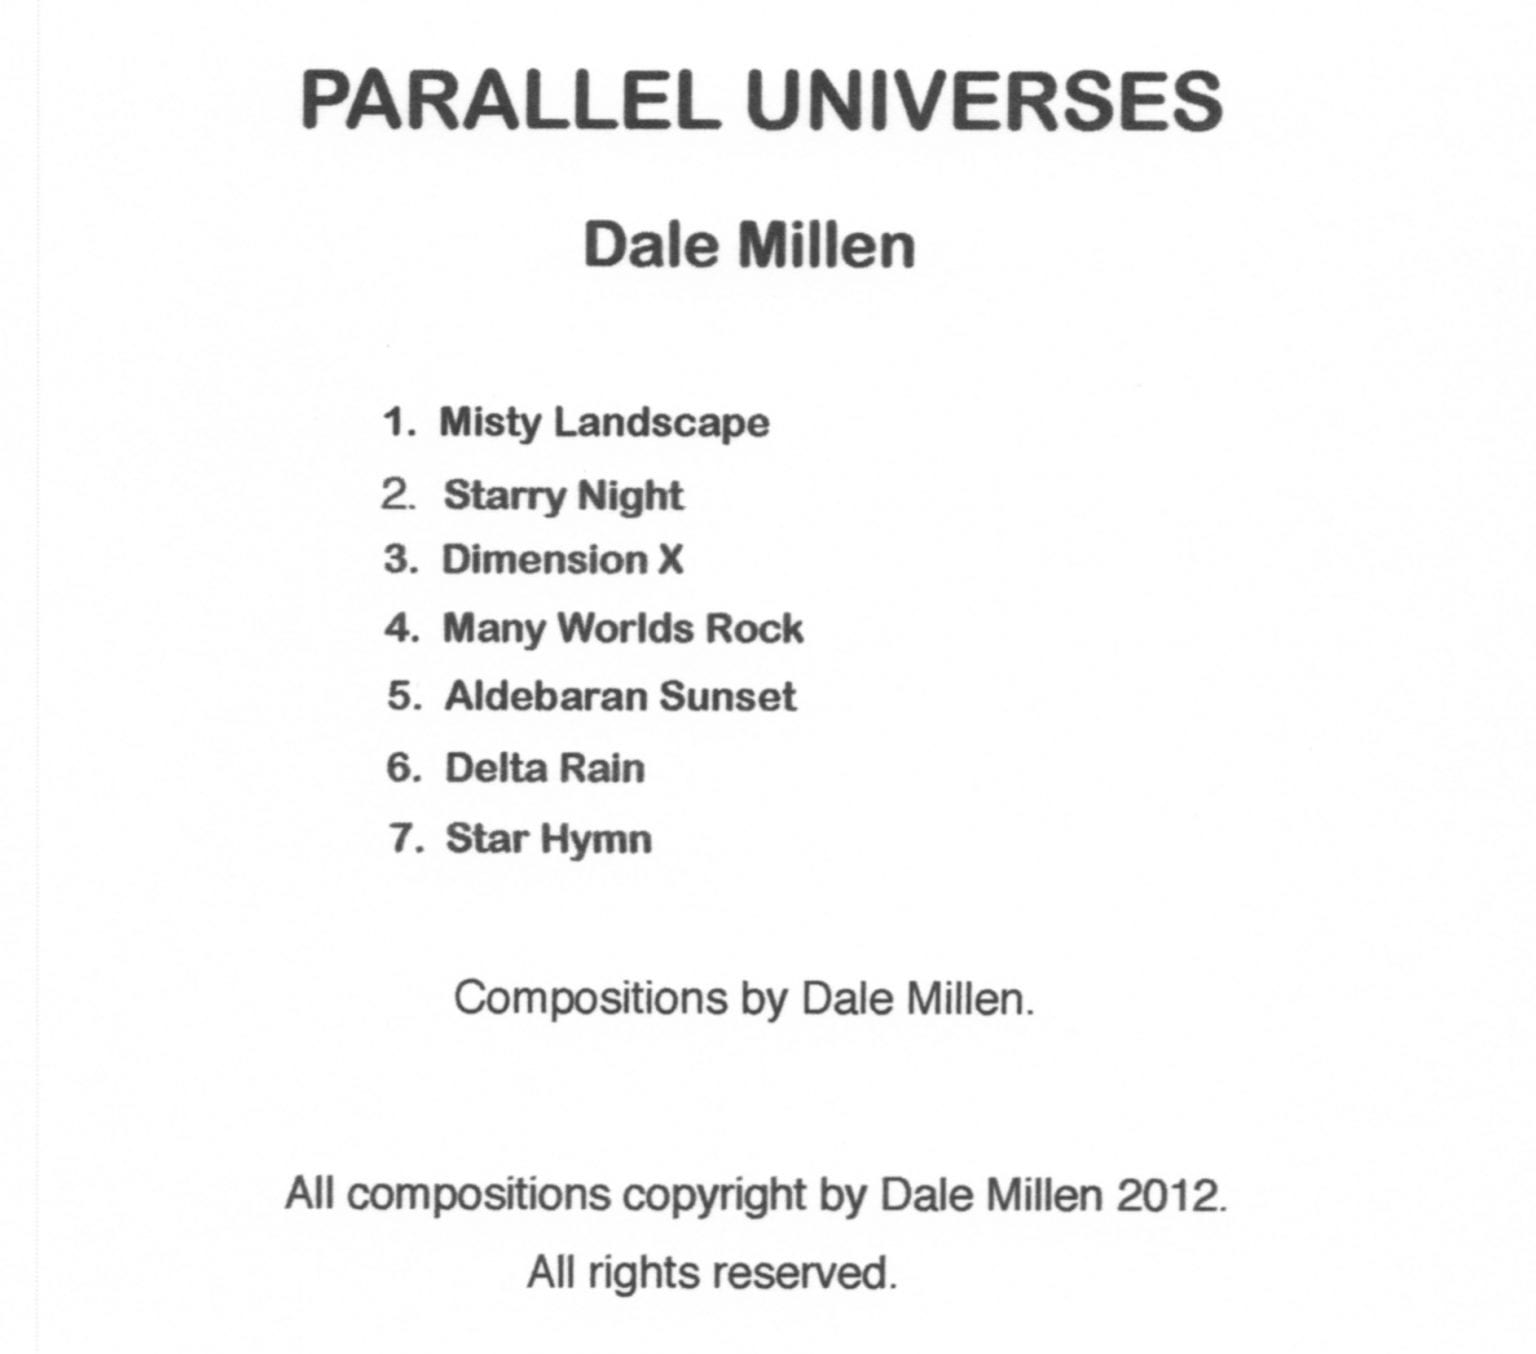 PARALLEL UNIVERSES
Dale Millen
1. Misty Landscape
2. Starry Night
3. Dimension X
4. Many Worlds Rock
5. Aldebaran Sunset
6. Delta Rain
7. Star Hymn
Compositions by Dale Millen.
All compositions copyright by Dale Millen 2012.
All rights reserved.